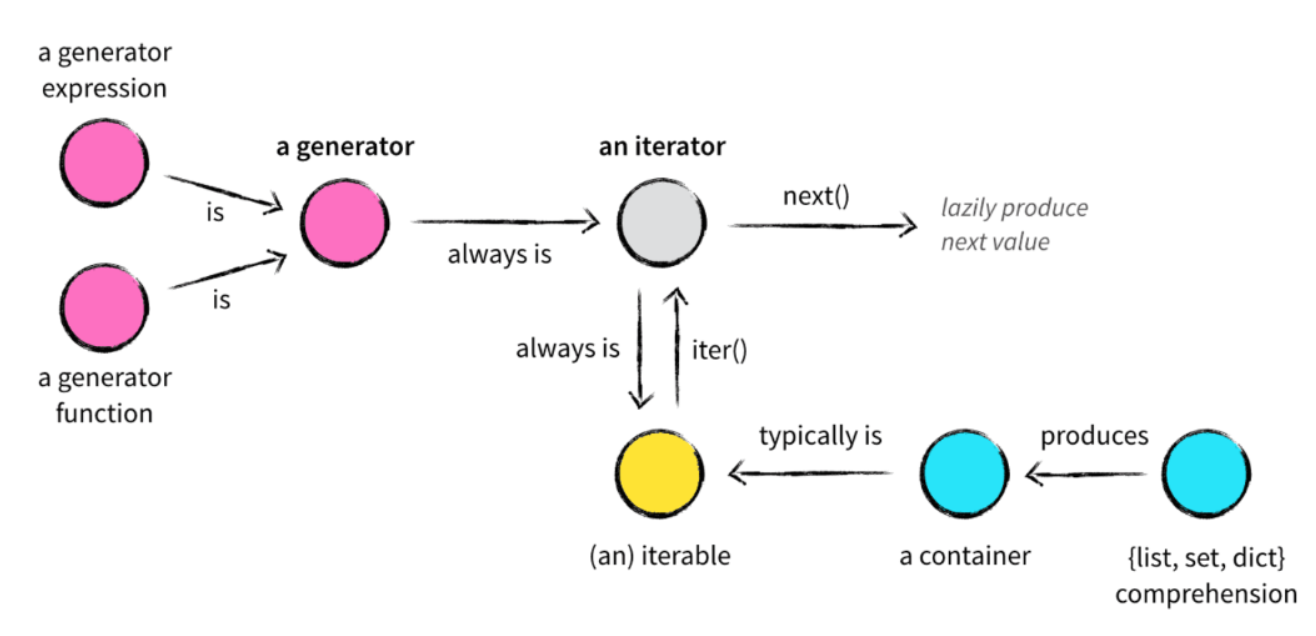 a generator
expression
a generator
an iterator
next()
lazily produce
next value
is
always is
is
always is
iter()
a generator
function
typically is
produces
(an) iterable
a container
{list, set, dict}
comprehension